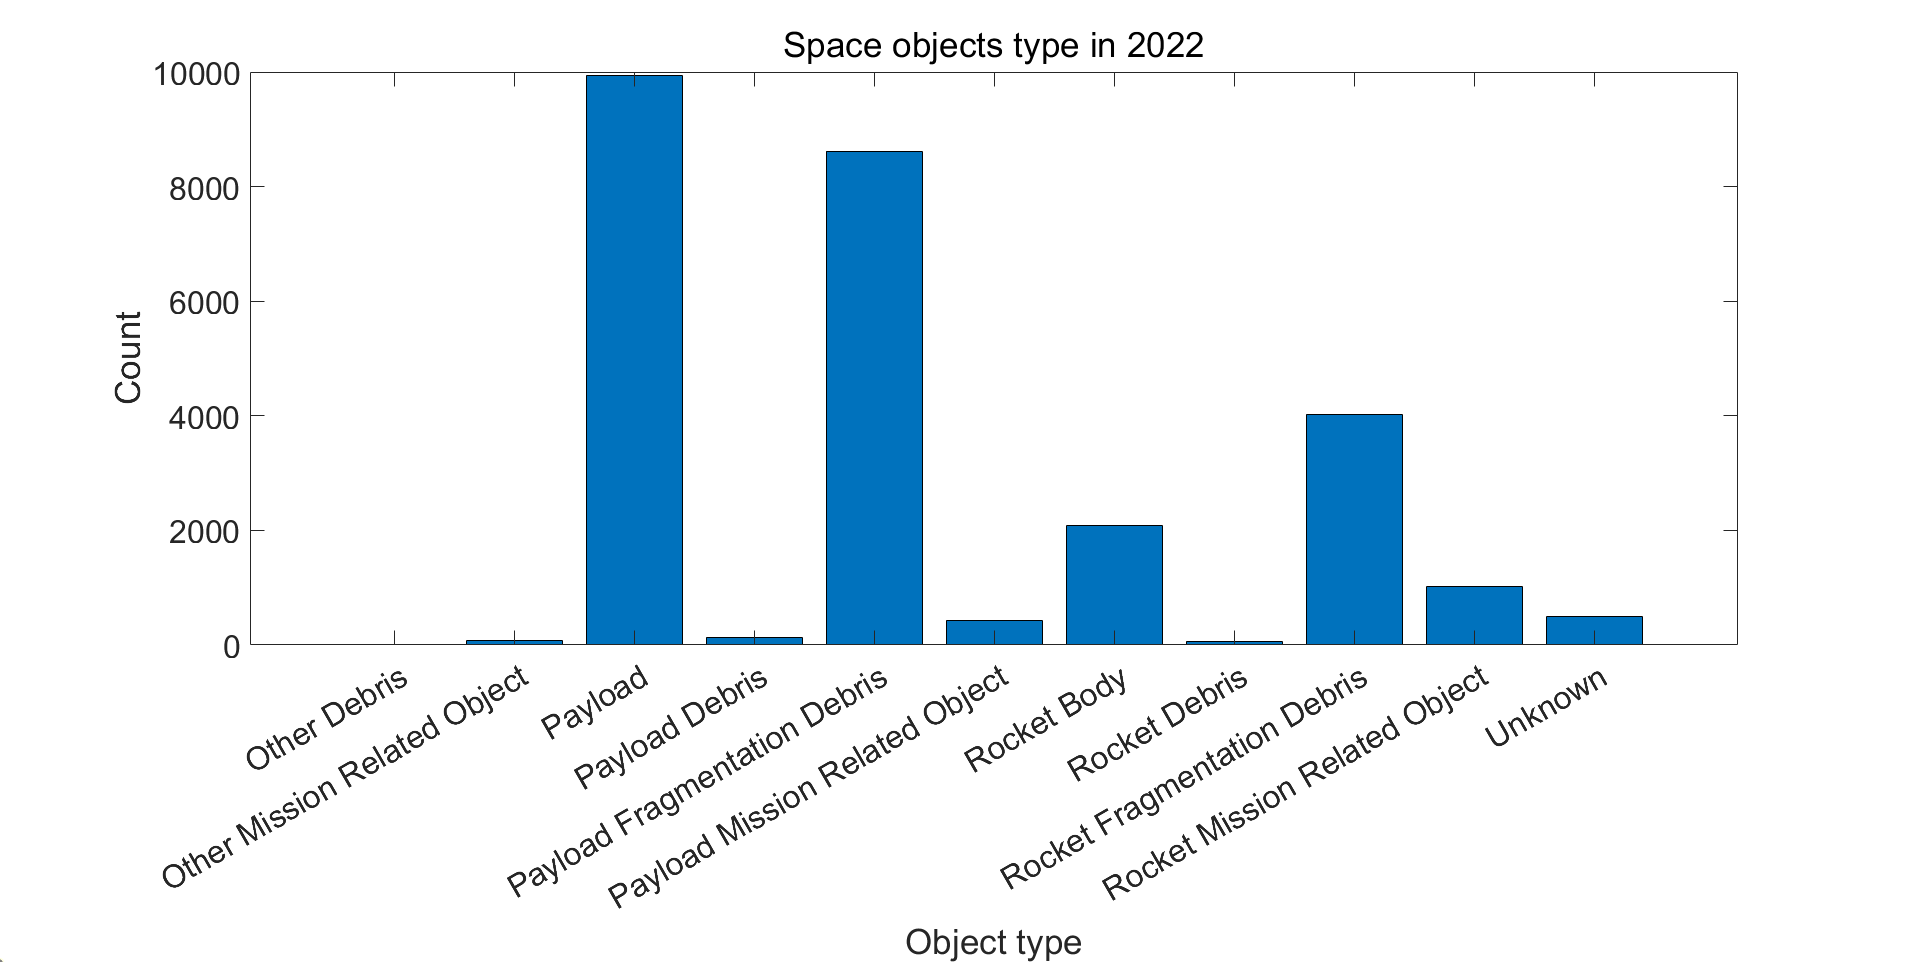 Space objects type in 2022
10000
8000
6000
4000
2000
0
Count
Other Debris
Other Mission Related Object
Payload
Payload Debris
Payload Fragmentation Debris
Payload Mission Related Object
Rocket Body
Rocket Debris
Rocket Fragmentation Debris
Rocket Mission Related Object
Unknown
Object type